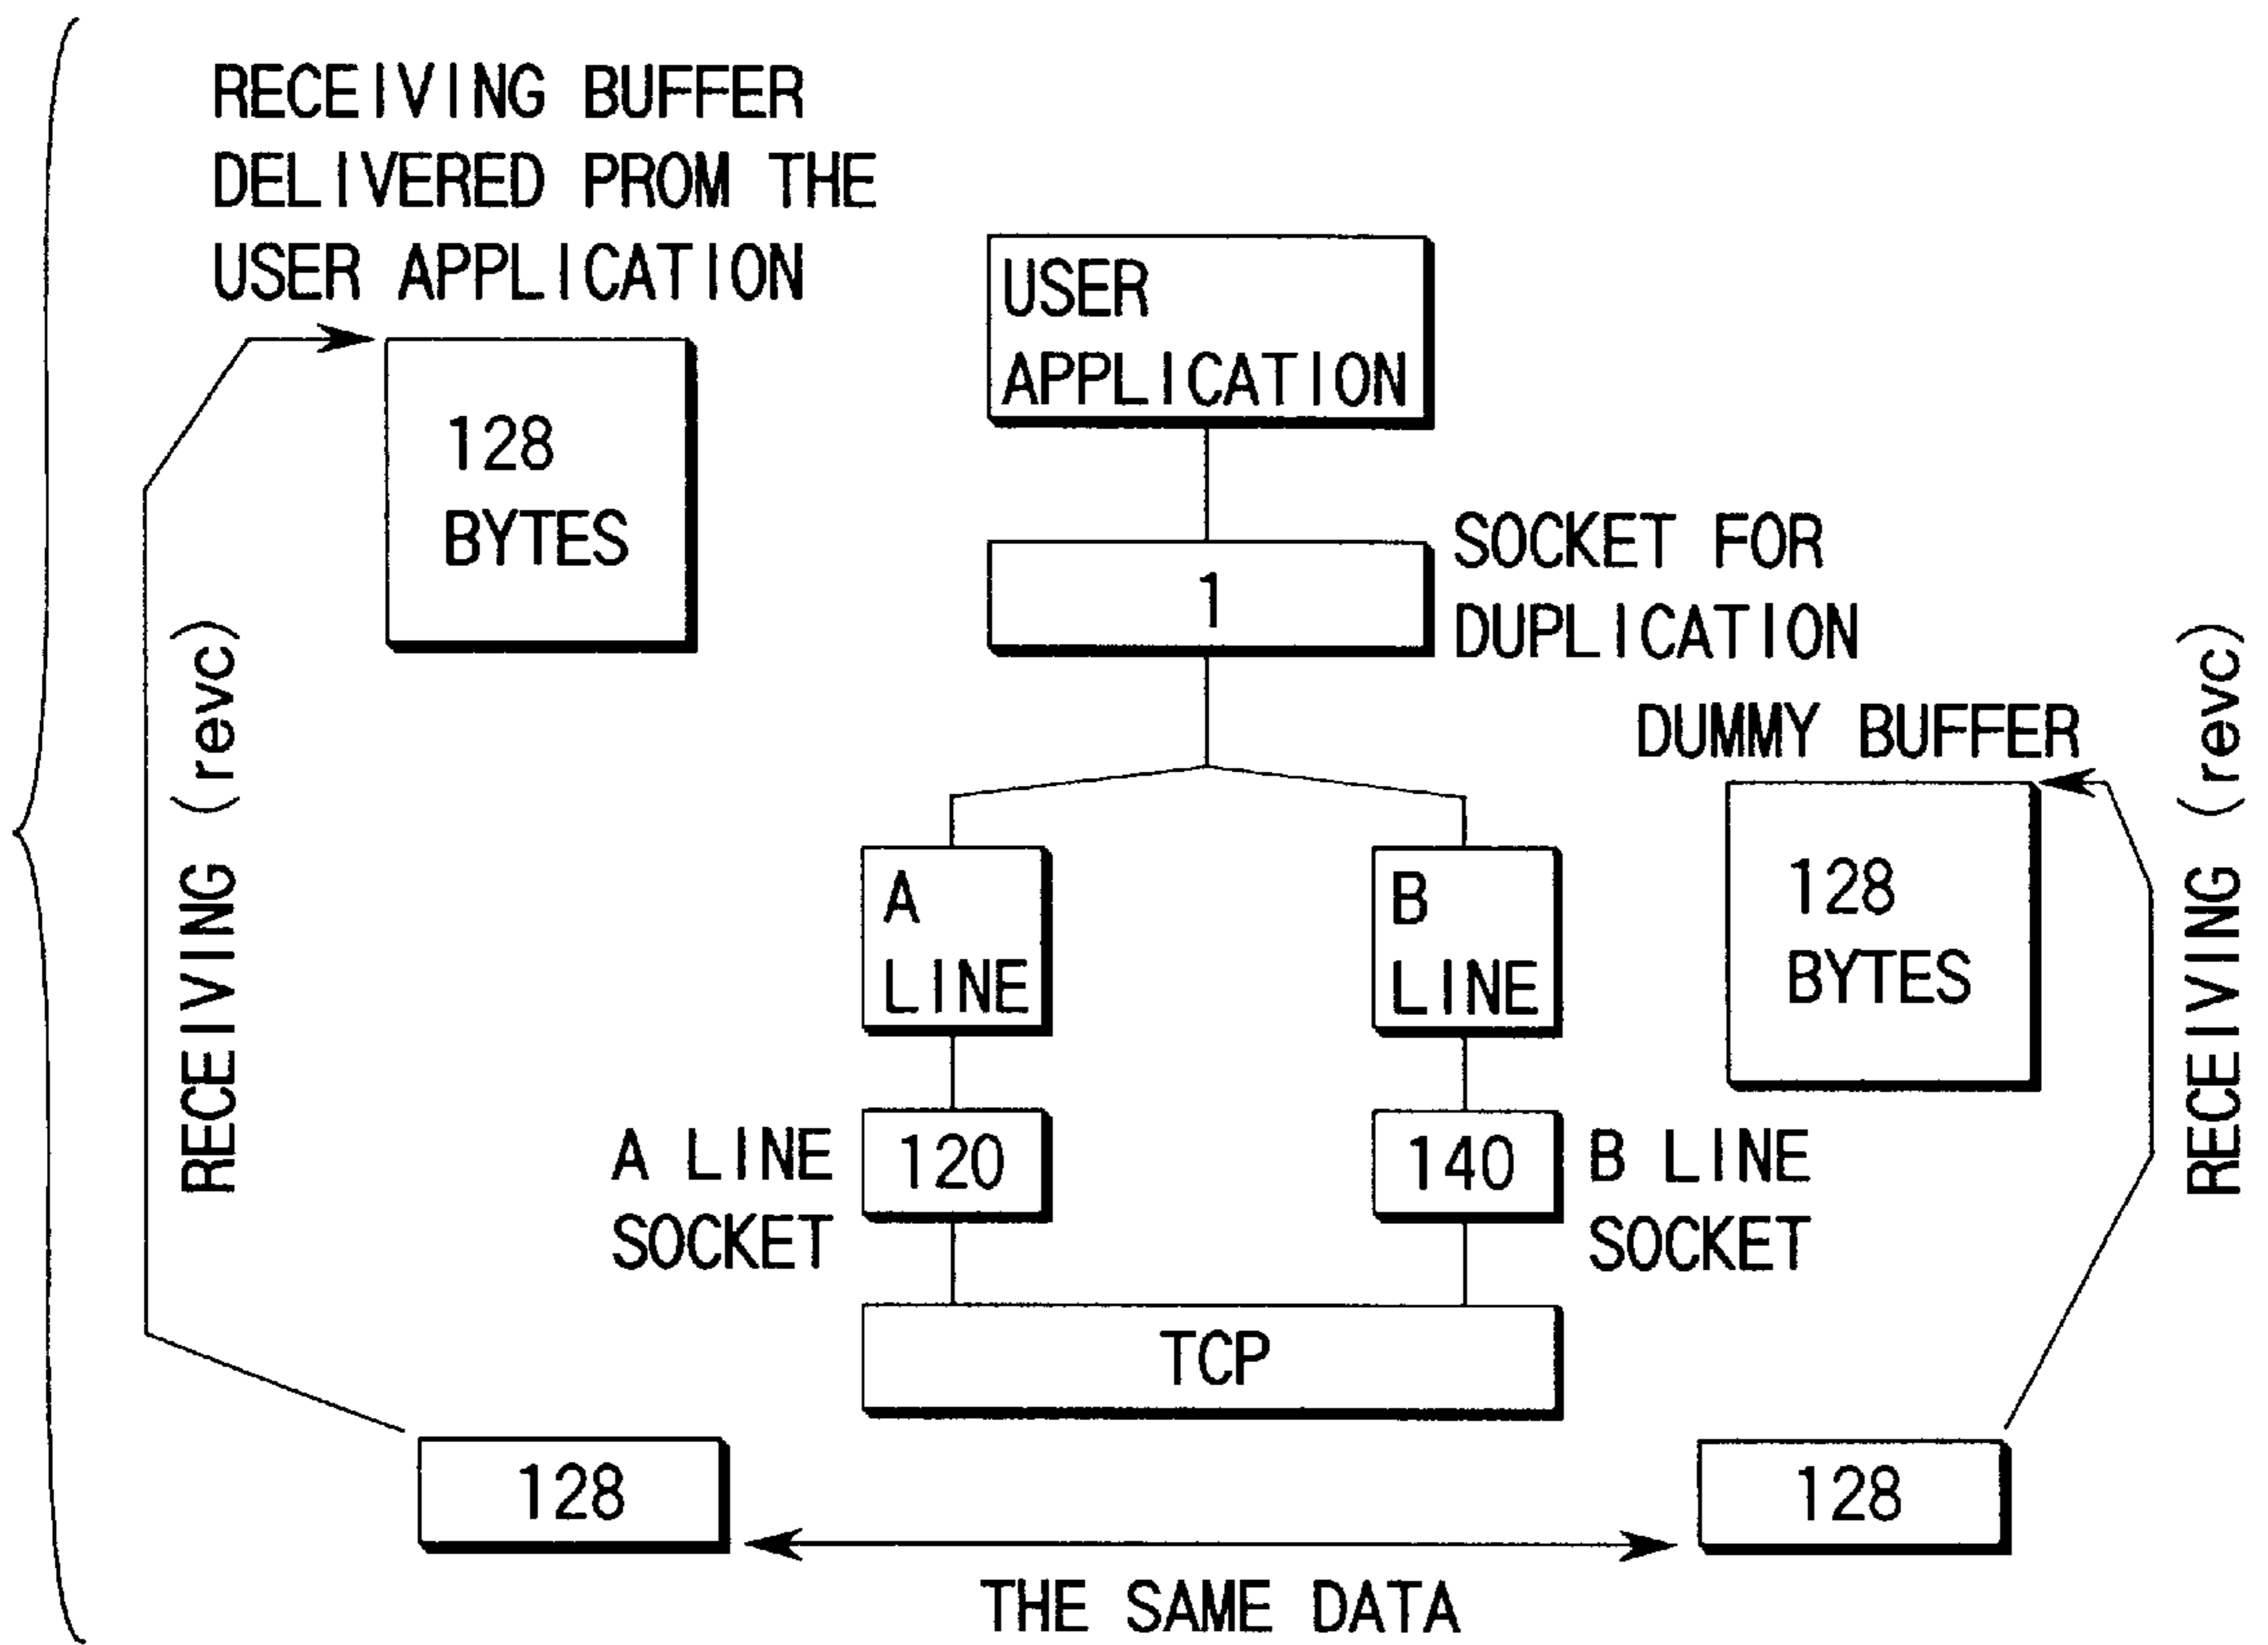 RECEIVING BUFFER
DELIVERED PROM THE
USER APPLICATION
128
BYTES
RECEIVING (revc)
USER
APPLICATION
1
SOCKET FOR
DUPLICATION
DUMMY BUFFER
128
BYTES
RECEIVING (revc)
A
LINE
B
LINE
A LINE
SOCKET
120
140
B LINE
SOCKET
TCP
128
128
THE SAME DATA